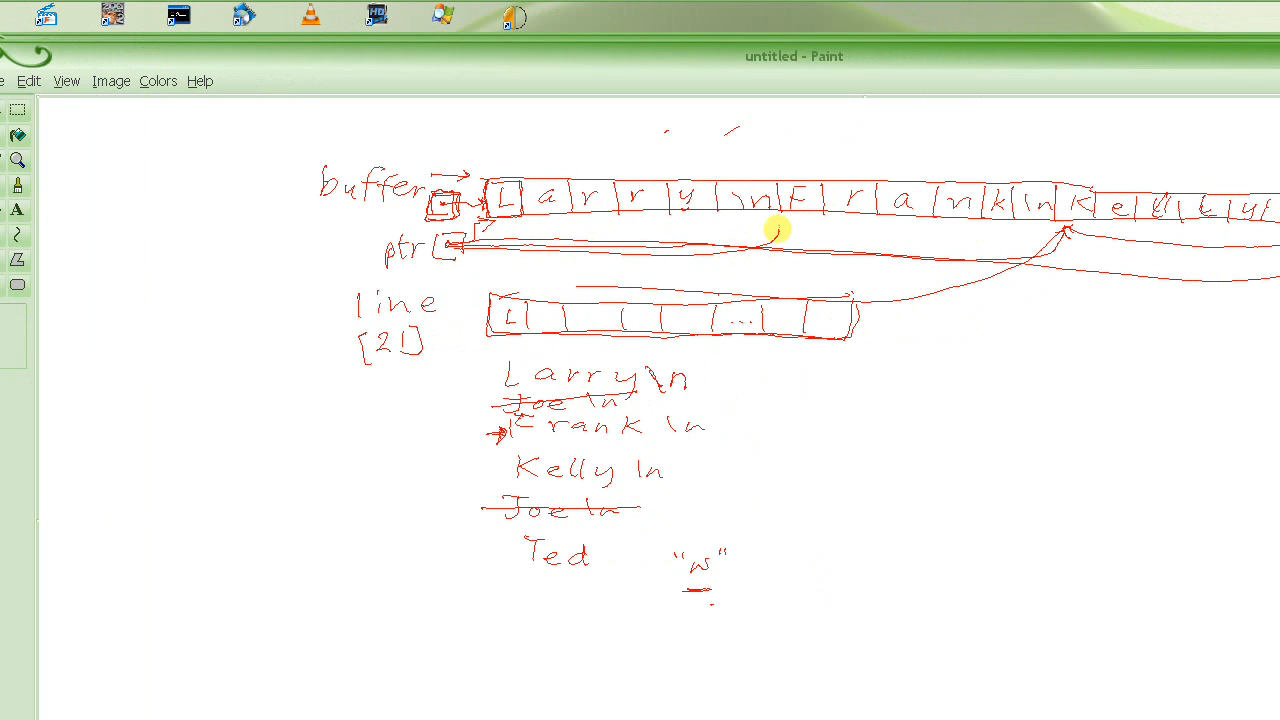 untitled - Paint
Edit View Image Colors Help
buffer L a r r y \n F r a n k \n K e l l y
ptr
line
[21]
L ...
Larry\n
Joe \n
Frank \n
Kelly \n
Joe \n
Ted "w"